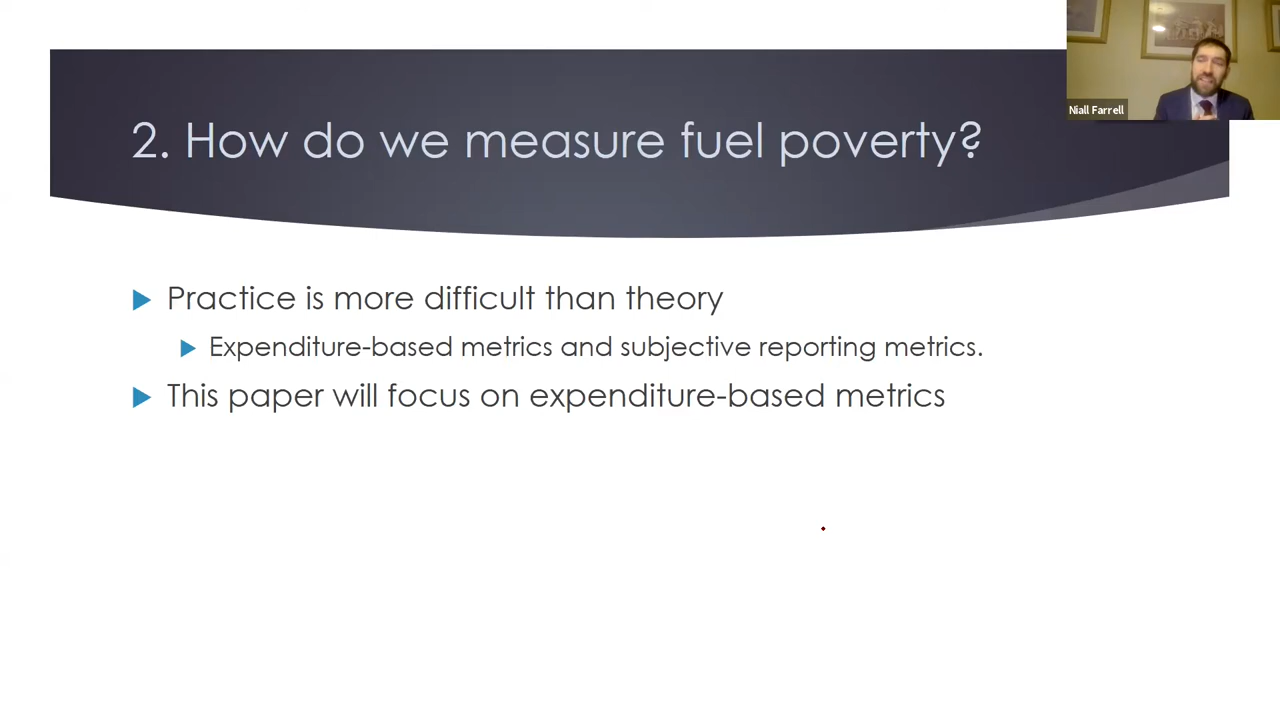 2. How do we measure fuel poverty?
Niall Farrell
Practice is more difficult than theory
Expenditure-based metrics and subjective reporting metrics.
This paper will focus on expenditure-based metrics